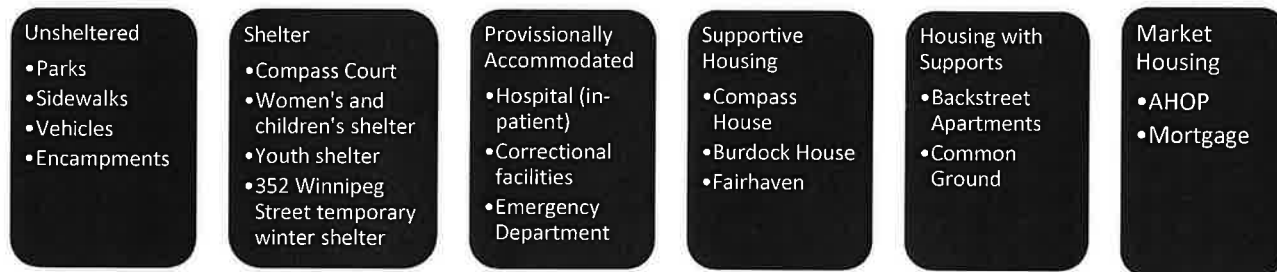 Unsheltered
•Parks
•Sidewalks
•Vehicles
•Encampments
Shelter
•Compass Court
•Women's and
children's shelter
•Youth shelter
•352 Winnipeg
Street temporary
winter shelter
Provissionally
Accommodated
•Hospital (in-
patient)
•Correctional
facilities
•Emergency
Department
Supportive
Housing
•Compass
House
•Burdock House
•Fairhaven
Housing with
Supports
•Backstreet
Apartments
•Common
Ground
Market
Housing
•AHOP
•Mortgage